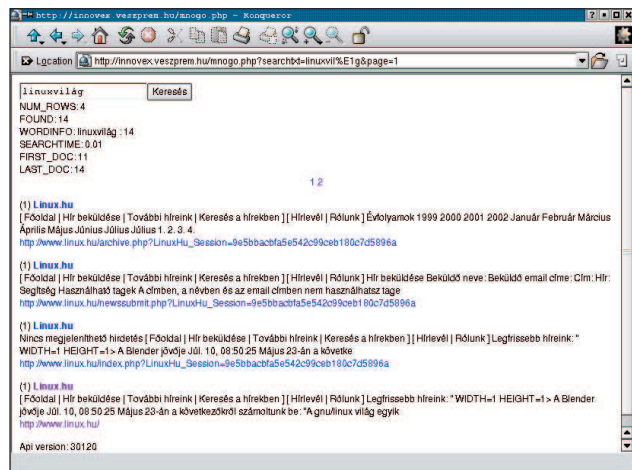 http://innovex.veszprem.hu/mnogo.php - Konqueror
Location http://innovex.veszprem.hu/mnogo.php?searchtxt=linuxvil%E1g&page=1
linuxvilág Keresés
NUM_ROWS: 4
FOUND: 14
WORDINFO: linuxvilág : 14
SEARCHTIME: 0.01
FIRST_DOC: 11
LAST_DOC: 14
1 2
(1) Linux.hu
[ Főoldal | Hír beküldése | További híreink | Keresés a hírekben ] [ Hírlevél | Rólunk ] Évfolyamok 1999 2000 2001 2002 Január Február Március
Április Május Június Július Július 1. 2. 3. 4.
http://www.linux.hu/archive.php?LinuxHu_Session=9e5bbacbfa5e542c99ceb180c7d5896a
(1) Linux.hu
[ Főoldal | Hír beküldése | További híreink | Keresés a hírekben ] [ Hírlevél | Rólunk ] Hír beküldése Beküldő neve: Beküldő email címe: Cím: Hír:
Segítség Használható tagek A címben, a névben és az email címben nem használhatsz tage
http://www.linux.hu/newssubmit.php?LinuxHu_Session=9e5bbacbfa5e542c99ceb180c7d5896a
(1) Linux.hu
Nincs megjeleníthető hirdetés [ Főoldal | Hír beküldése | További híreink | Keresés a hírekben ] [ Hírlevél | Rólunk ] Legfrissebb híreink: "
WIDTH=1 HEIGHT=1> A Blender jövője Júl. 10, 08:50:25 Május 23-án a követke
http://www.linux.hu/index.php?LinuxHu_Session=9e5bbacbfa5e542c99ceb180c7d5896a
(1) Linux.hu
[ Főoldal | Hír beküldése | További híreink | Keresés a hírekben ] [ Hírlevél | Rólunk ] Legfrissebb híreink: " WIDTH=1 HEIGHT=1> A Blender
jövője Júl. 10, 08:50:25 Május 23-án a következőkről számoltunk be: "A gnu/linux világ egyik
http://www.linux.hu/
Api version: 30120